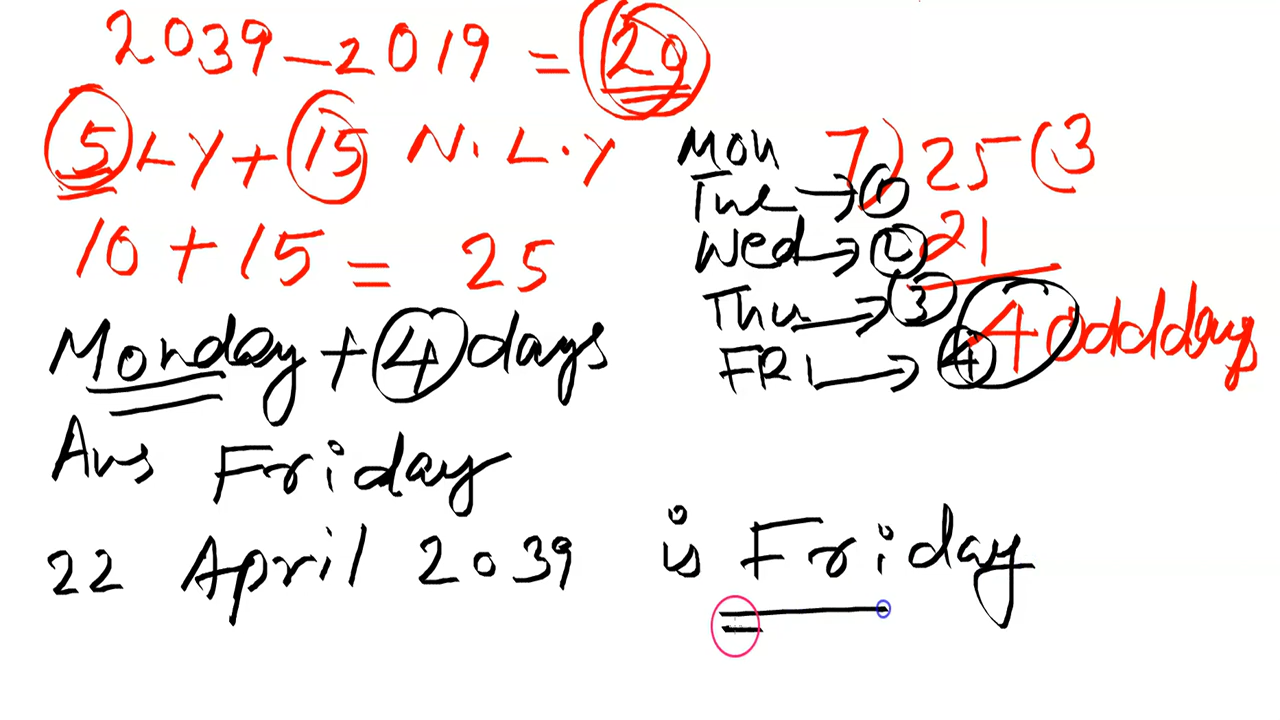 2039 - 2019 = 20
5 LY + 15 N.L.Y
10 + 15 = 25
Monday + 4 days
Ans Friday
22 April 2039 is Friday
Mon
Tue → 1
Wed → 2
Thu → 3
FRI → 4
7) 25 (3
21
4 odd days